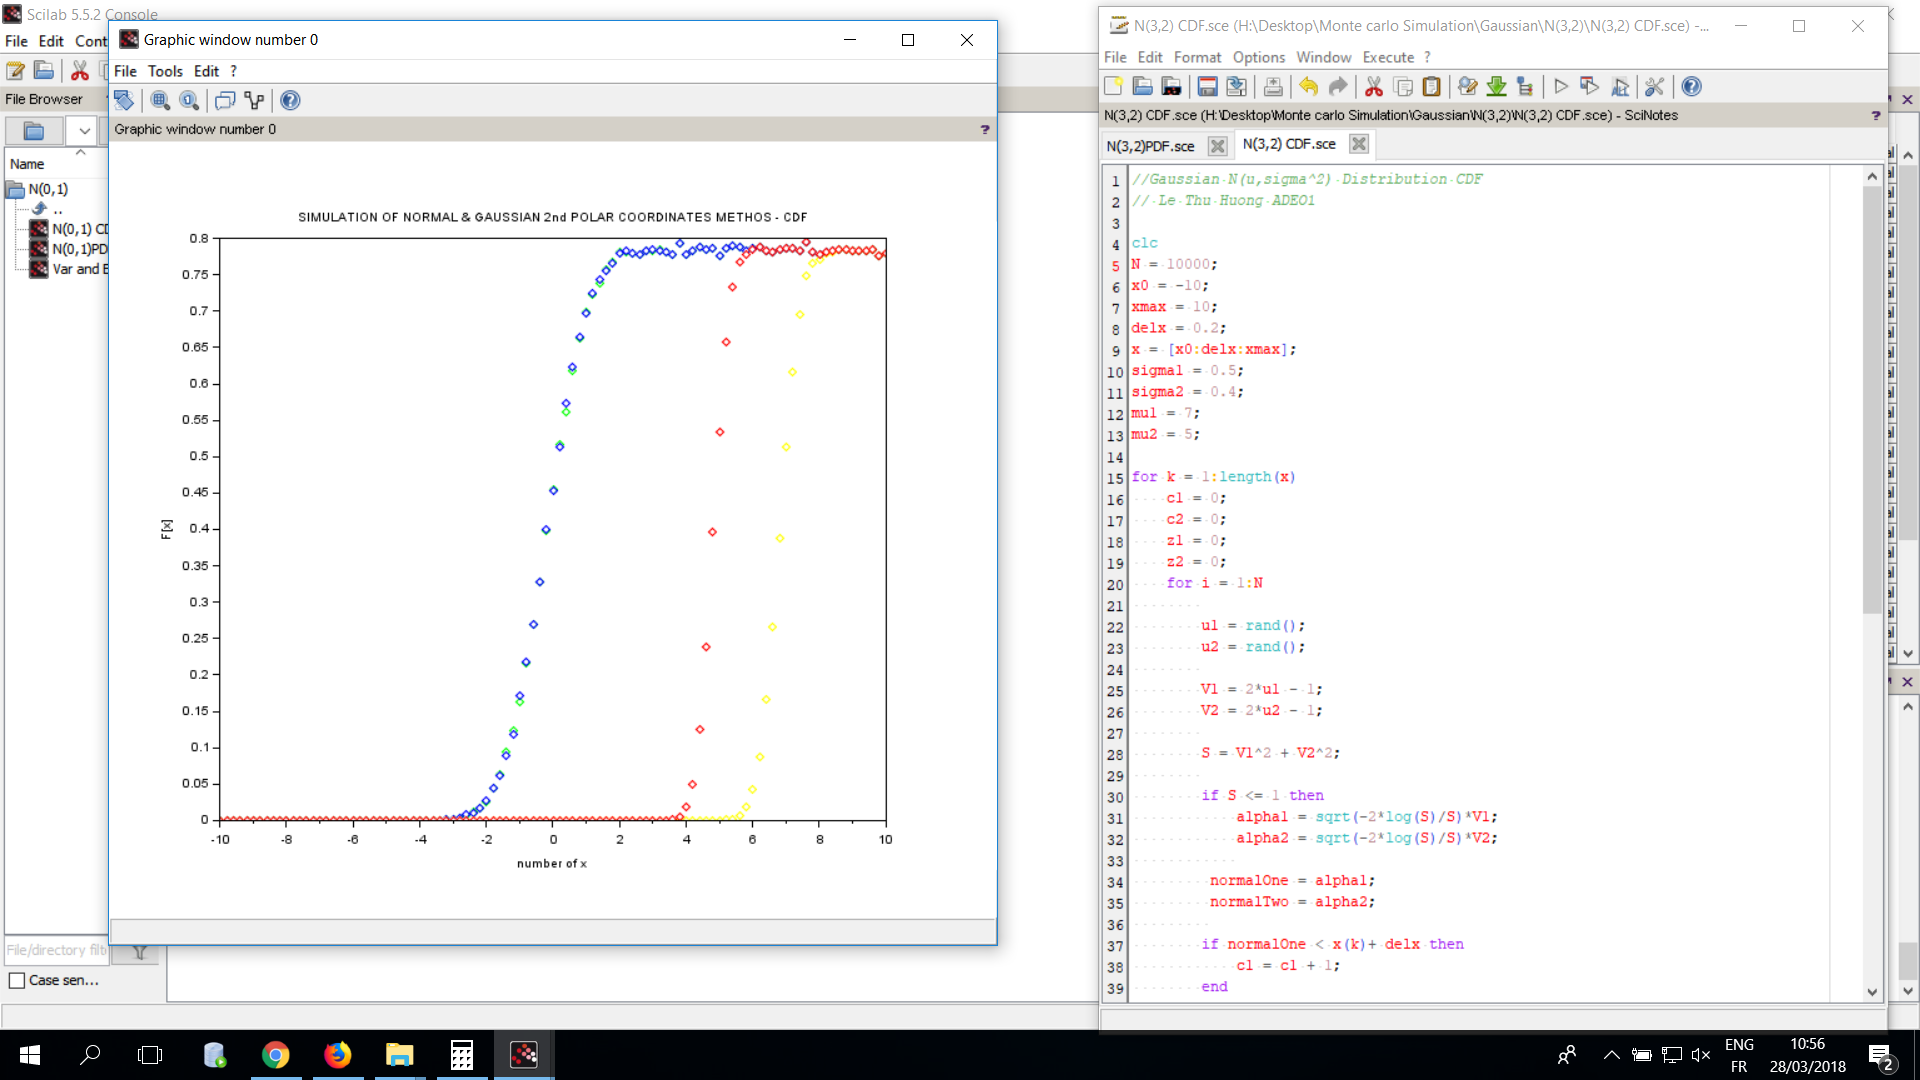 Scilab 5.5.2 Console
File Edit Cont
File Browser
Name
N(0,1)
..
N(0,1) CD
N(0,1)PD
Var and E
File/directory filt
Case sen...
Graphic window number 0
File Tools Edit ?
Graphic window number 0 ?
SIMULATION OF NORMAL & GAUSSIAN 2nd POLAR COORDINATES METHOS - CDF
0.8
0.75
0.7
0.65
0.6
0.55
0.5
0.45
0.4
0.35
0.3
0.25
0.2
0.15
0.1
0.05
0
F[x]
-10 -8 -6 -4 -2 0 2 4 6 8 10
number of x
N(3,2) CDF.sce (H:\Desktop\Monte carlo Simulation\Gaussian\N(3,2)\N(3,2) CDF.sce) -...
File Edit Format Options Window Execute ?
N(3,2) CDF.sce (H:\Desktop\Monte carlo Simulation\Gaussian\N(3,2)\N(3,2) CDF.sce) - SciNotes ?
N(3,2)PDF.sce N(3,2) CDF.sce
1 //Gaussian N(u,sigma^2) Distribution CDF
2 // Le Thu Huong ADEO1
3
4 clc
5 N = 10000;
6 x0 = -10;
7 xmax = 10;
8 delx = 0.2;
9 x = [x0:delx:xmax];
10 sigma1 = 0.5;
11 sigma2 = 0.4;
12 mu1 = 7;
13 mu2 = 5;
14
15 for k = 1:length(x)
16 c1 = 0;
17 c2 = 0;
18 z1 = 0;
19 z2 = 0;
20 for i = 1:N
21
22 u1 = rand();
23 u2 = rand();
24
25 V1 = 2*u1 - 1;
26 V2 = 2*u2 - 1;
27
28 S = V1^2 + V2^2;
29
30 if S <= 1 then
31 alpha1 = sqrt(-2*log(S)/S)*V1;
32 alpha2 = sqrt(-2*log(S)/S)*V2;
33
34 normalOne = alpha1;
35 normalTwo = alpha2;
36
37 if normalOne < x(k)+ delx then
38 c1 = c1 + 1;
39 end
ENG
FR
10:56
28/03/2018
2